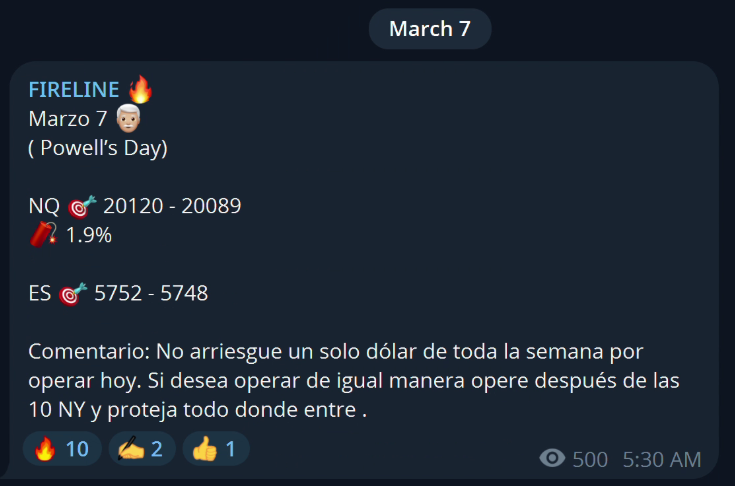 March 7
FIRELINE 🔥
Marzo 7 👨🏼‍🦳
( Powell’s Day)
NQ 🎯 20120 - 20089
🧨 1.9%
ES 🎯 5752 - 5748
Comentario: No arriesgue un solo dólar de toda la semana por
operar hoy. Si desea operar de igual manera opere después de las
10 NY y proteja todo donde entre .
🔥 10 ✍️ 2 👍 1
500 5:30 AM